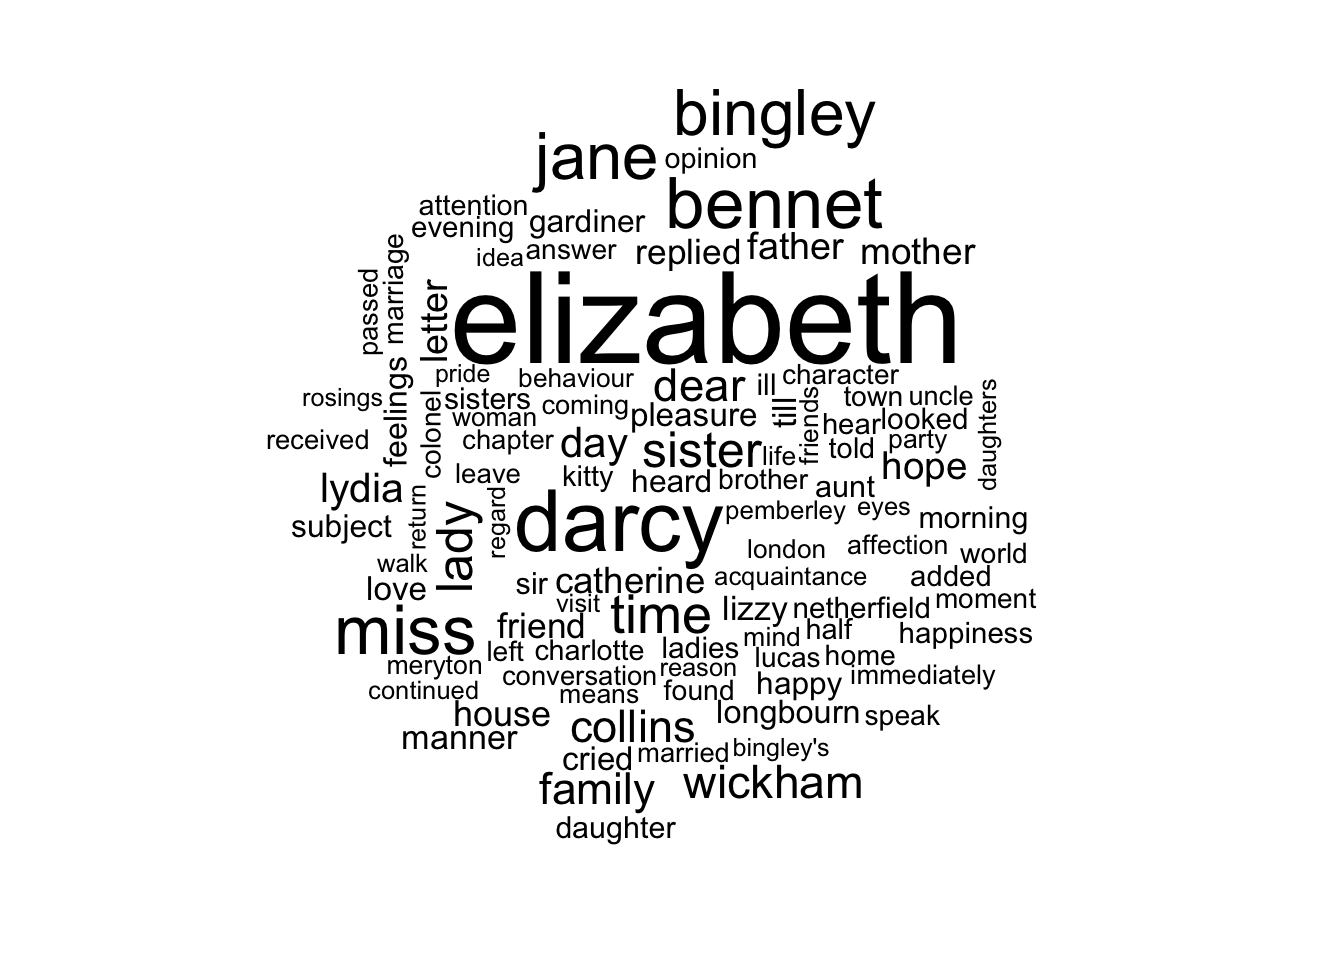 bingley
jane opinion
bennet
attention
evening gardiner
idea answer replied father mother
passed marriage letter elizabeth
pride behaviour dear ill character
rosings feelings colonel sisters coming till friends town uncle daughters
woman pleasure hear looked
received chapter day sister life told party
lydia leave kitty heard brother aunt hope
subject return lady regard darcy pemberley eyes morning
walk london affection world
love sir catherine acquaintance added
visit time lizzy netherfield moment
miss friend mind half happiness
meryton left charlotte ladies lucas home
continued conversation reason happy immediately
means found
house collins longbourn speak
manner cried married bingley's
family wickham
daughter